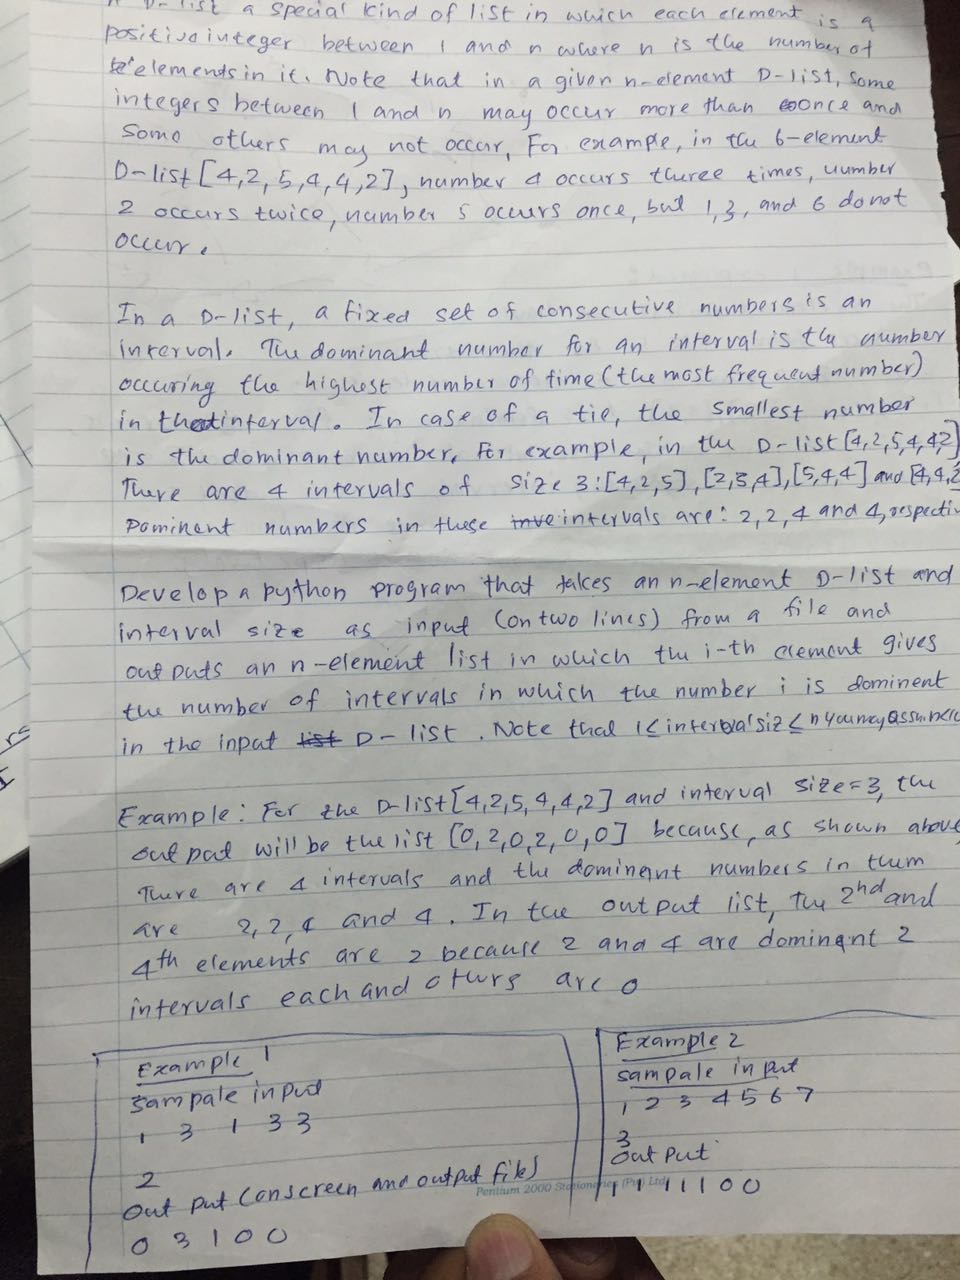 D-list a special kind of list in which each element is a
positive integer between 1 and n where n is the number of
elements in it. Note that in a given n-element D-list, some
integers between 1 and n may occur more than once and
Some others may not occur, For example, in the 6-element
D-list [4,2,5,4,4,2], number 4 occurs three times, number
2 occurs twice, number 5 occurs once, but 1,3, and 6 do not
occur.
In a D-list, a fixed set of consecutive numbers is an
interval. The dominant number for an interval is the number
occuring the highest number of time (the most frequent number)
in that interval. In case of a tie, the smallest number
is the dominant number, For example, in the D-list [4,2,5,4,4,2]
There are 4 intervals of size 3: [4,2,5], [2,5,4], [5,4,4] and [4,4,2
Dominent numbers in these intervals are: 2,2,4 and 4, respectiv
Develop a python program that takes an n-element D-list and
interval size as input (on two lines) from a file and
out puts an n-element list in which the i-th element gives
the number of intervals in which the number i is dominent
in the input list D-list. Note that 1≤ interval siz ≤ n you may assu
Example: For the D-list [4,2,5,4,4,2] and interval size=3, the
out put will be the list [0,2,0,2,0,0] because, as shown above
There are 4 intervals and the dominent numbers in them
are 2,2,4 and 4. In the out put list, The 2nd and
4th elements are 2 because 2 and 4 are dominant 2
intervals each and others are 0
Example 1
Sampale input
1 3 1 3 3
2
Out put (on screen and output file)
0 3 1 0 0
Example 2
sampale in put
1 2 3 4 5 6 7
3
out put
1 1 1 1 1 0 0
Pentium 2000 Stationeries (Pvt) Ltd